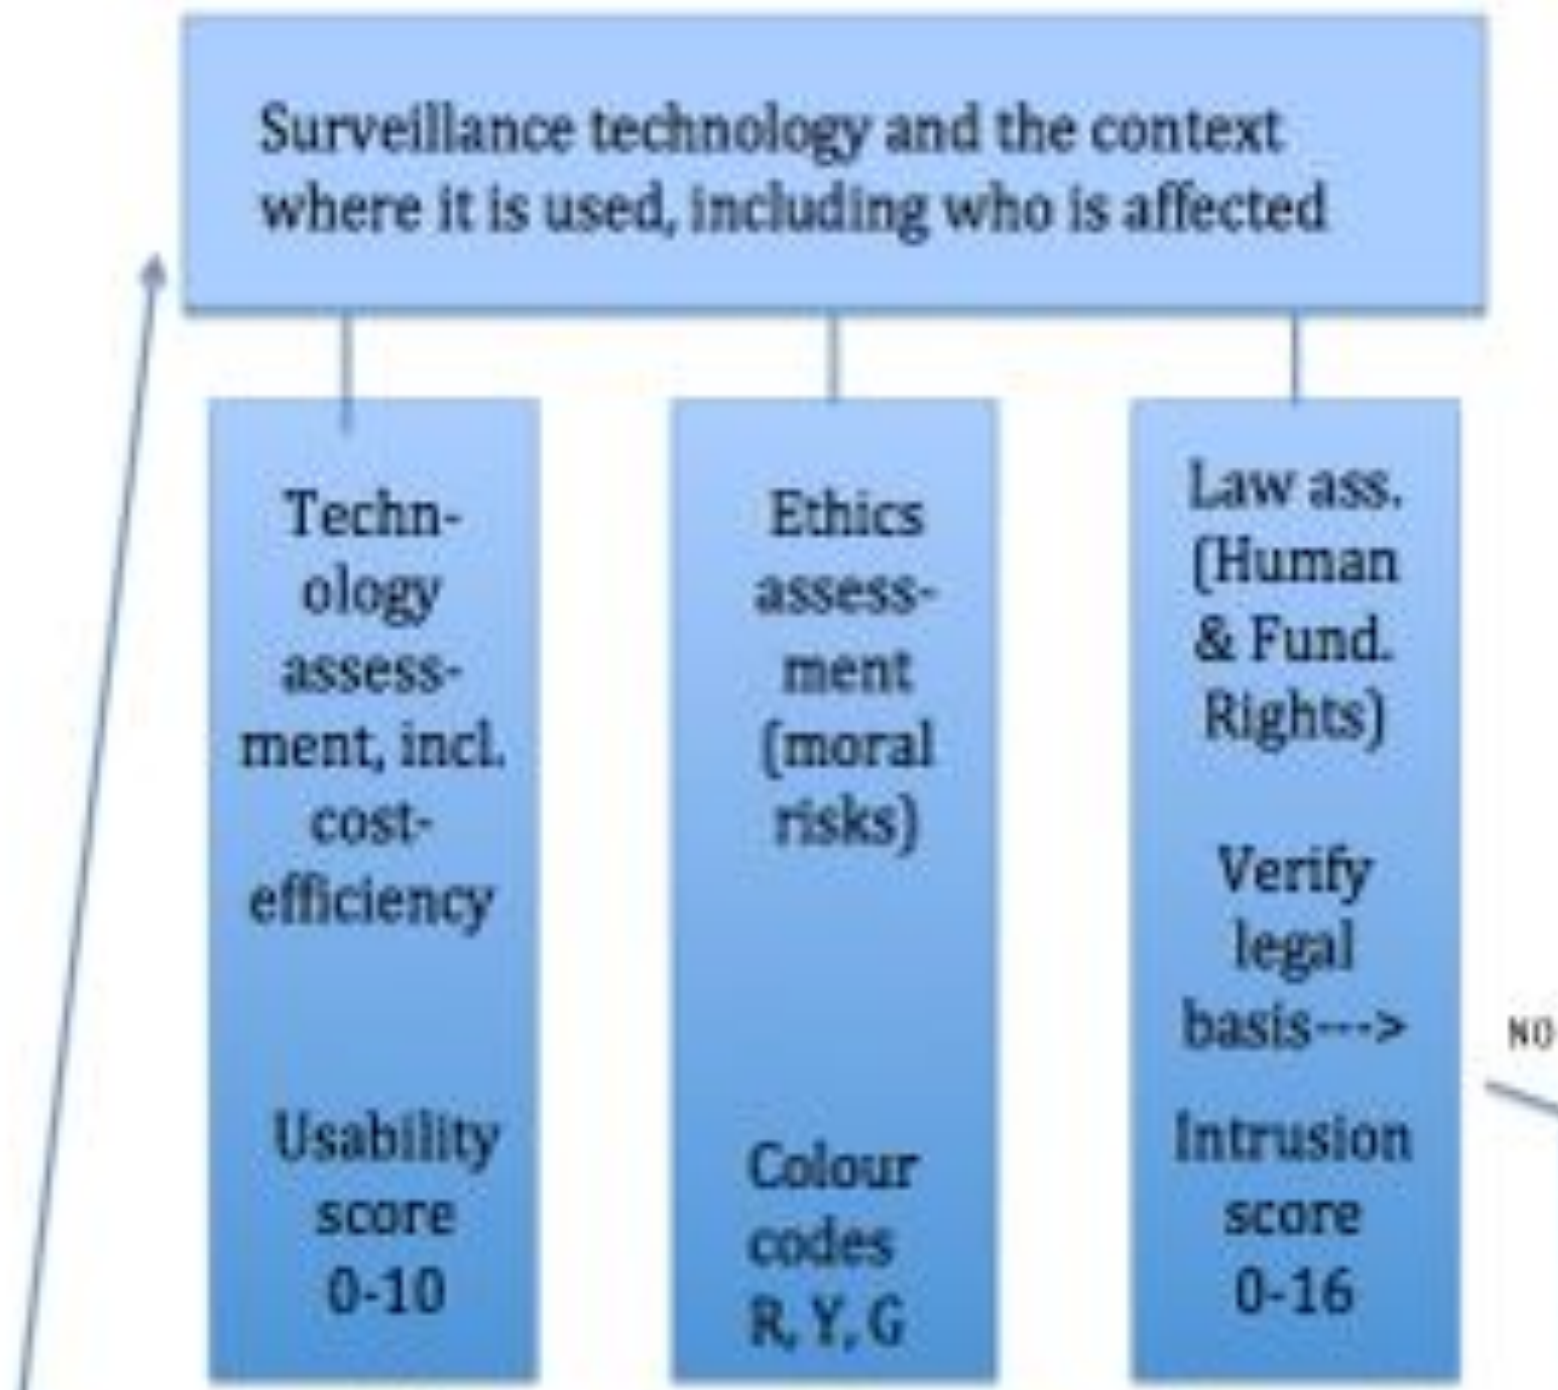 Surveillance technology and the context
where it is used, including who is affected
Techn-
ology
assess-
ment, incl.
cost-
efficiency
Usability
score
0-10
Ethics
assess-
ment
(moral
risks)
Colour
codes
R, Y, G
Law ass.
(Human
& Fund.
Rights)
Verify
legal
basis--->
Intrusion
score
0-16
NO